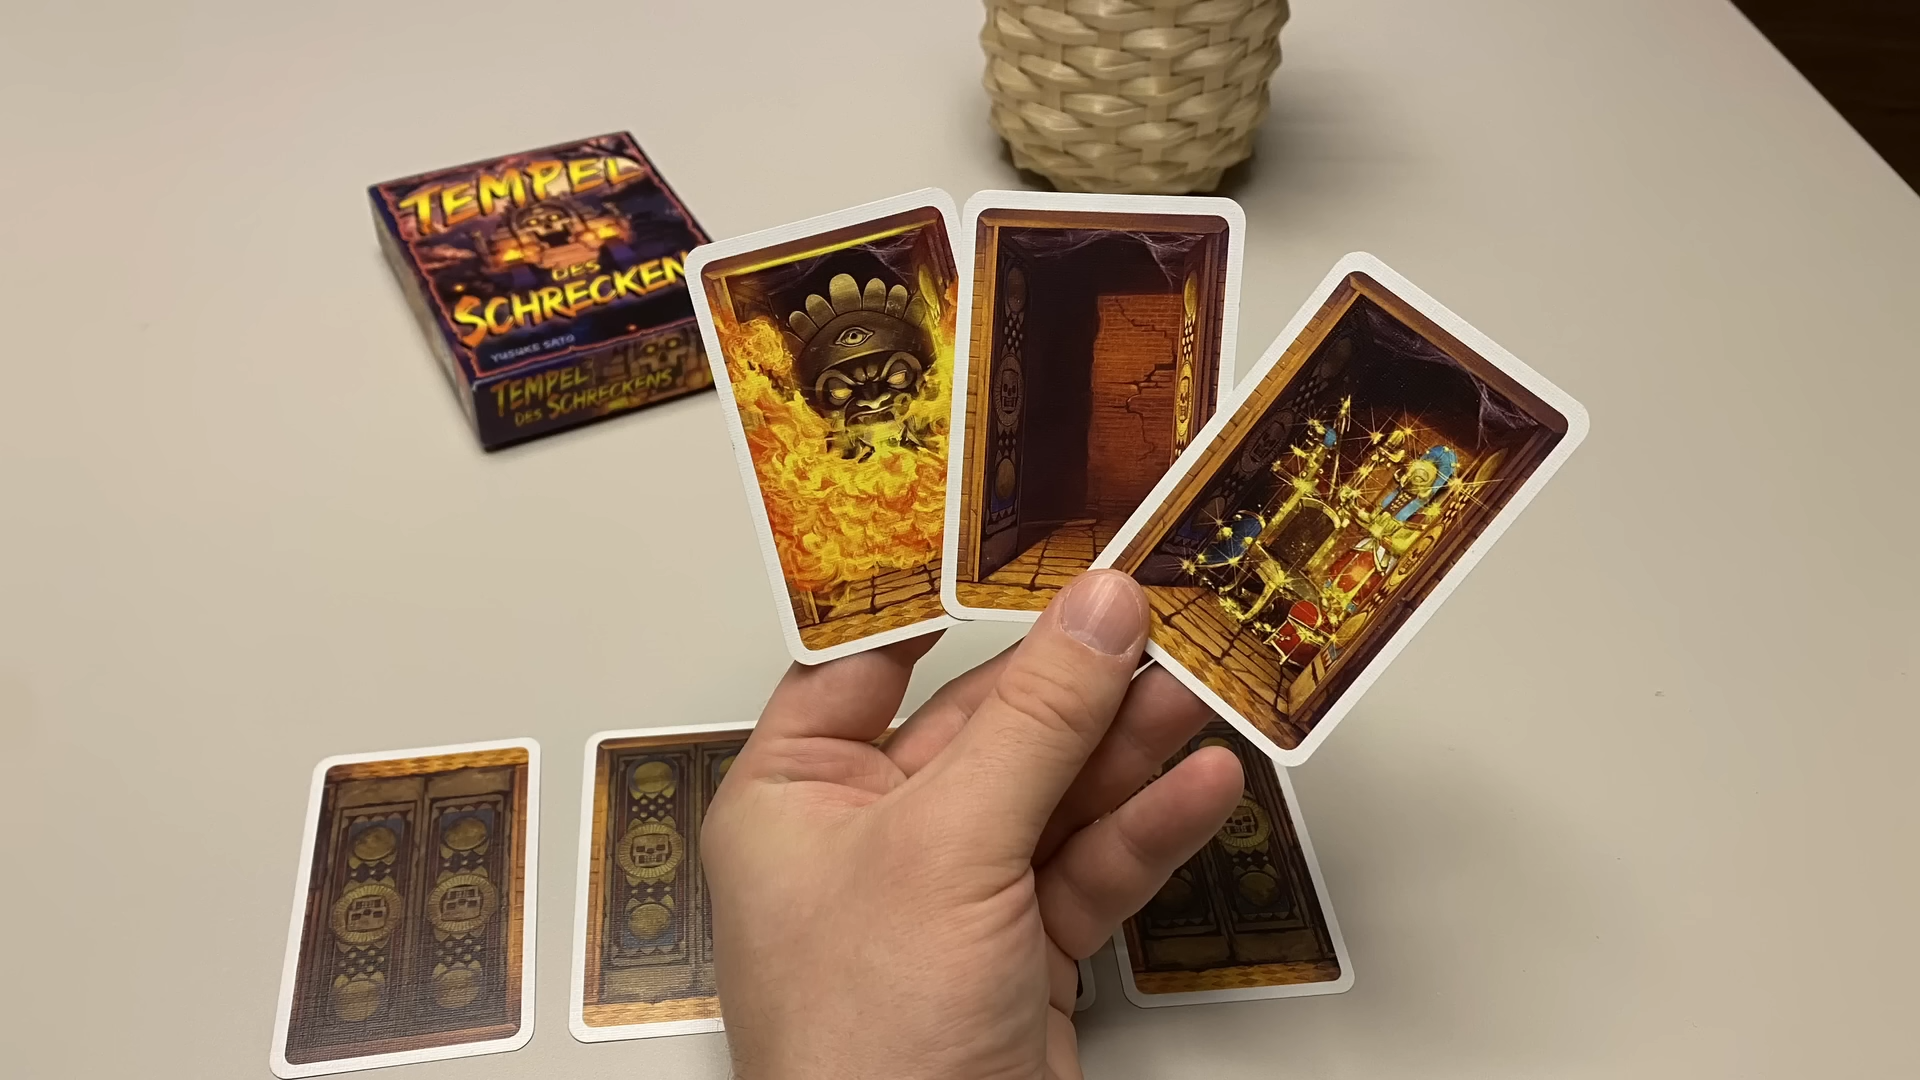 TEMPEL
DES
SCHRECKENS
YUSUKE SATO
TEMPEL
DES SCHRECKENS